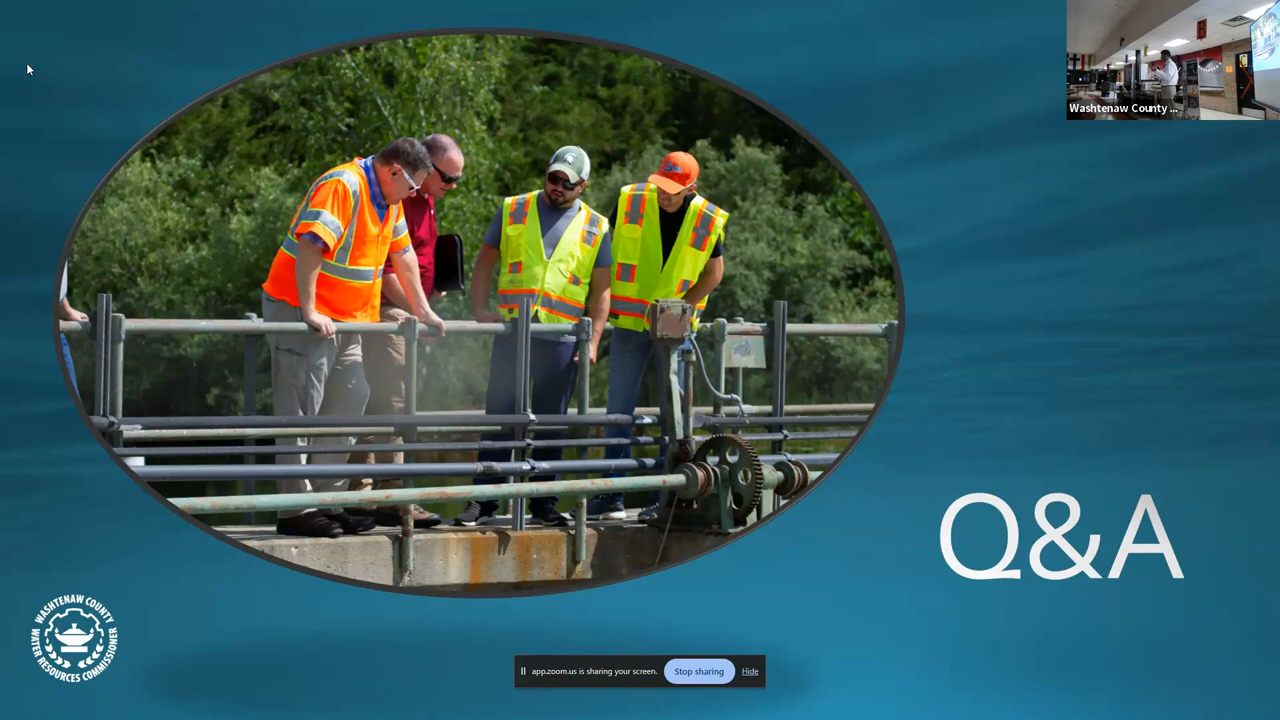 Washtenaw County ...
Q&A
WASHTENAW COUNTY
WATER RESOURCES COMMISSIONER
app.zoom.us is sharing your screen.
Stop sharing
Hide